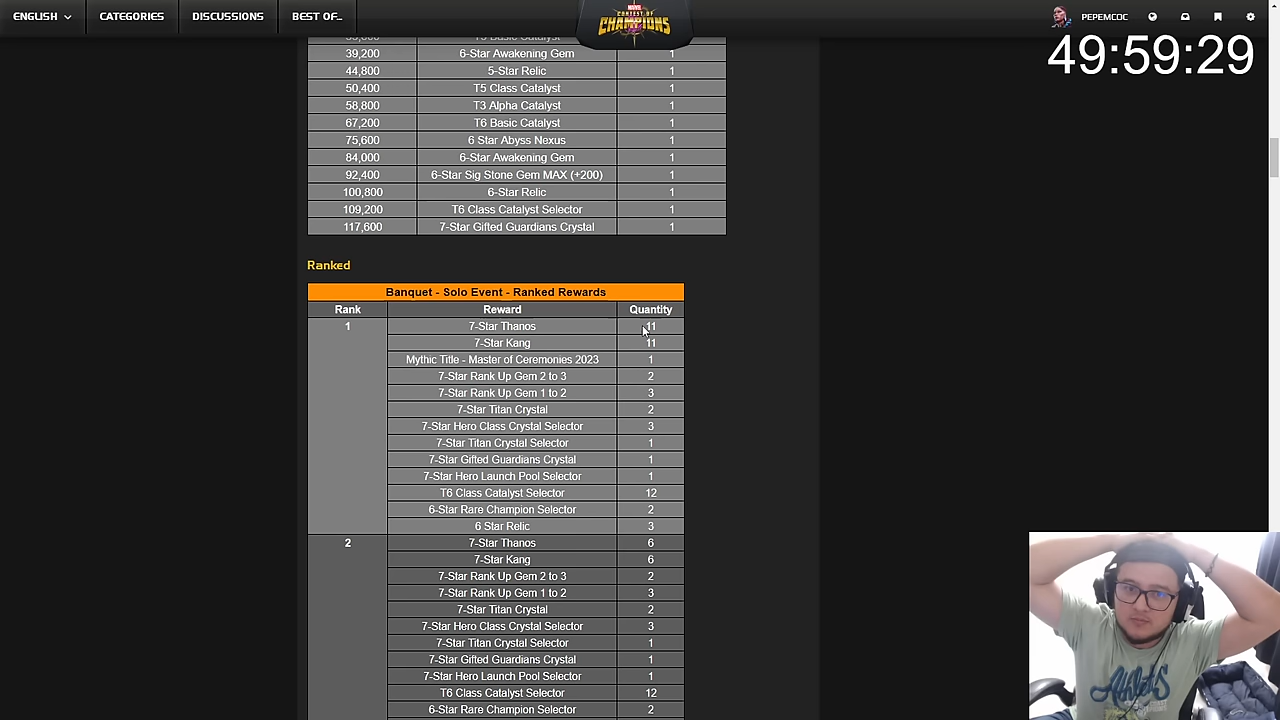 ENGLISH CATEGORIES DISCUSSIONS BEST OF... MARVEL CONTEST OF CHAMPIONS PEPEMCOC
49:59:29
39,200 6-Star Awakening Gem 1
44,800 5-Star Relic 1
50,400 T5 Class Catalyst 1
58,800 T3 Alpha Catalyst 1
67,200 T6 Basic Catalyst 1
75,600 6 Star Abyss Nexus 1
84,000 6-Star Awakening Gem 1
92,400 6-Star Sig Stone Gem MAX (+200) 1
100,800 6-Star Relic 1
109,200 T6 Class Catalyst Selector 1
117,600 7-Star Gifted Guardians Crystal 1
Ranked
Banquet - Solo Event - Ranked Rewards
Rank Reward Quantity
1 7-Star Thanos 11
7-Star Kang 11
Mythic Title - Master of Ceremonies 2023 1
7-Star Rank Up Gem 2 to 3 2
7-Star Rank Up Gem 1 to 2 3
7-Star Titan Crystal 2
7-Star Hero Class Crystal Selector 3
7-Star Titan Crystal Selector 1
7-Star Gifted Guardians Crystal 1
7-Star Hero Launch Pool Selector 1
T6 Class Catalyst Selector 12
6-Star Rare Champion Selector 2
6 Star Relic 3
2 7-Star Thanos 6
7-Star Kang 6
7-Star Rank Up Gem 2 to 3 2
7-Star Rank Up Gem 1 to 2 3
7-Star Titan Crystal 2
7-Star Hero Class Crystal Selector 3
7-Star Titan Crystal Selector 1
7-Star Gifted Guardians Crystal 1
7-Star Hero Launch Pool Selector 1
T6 Class Catalyst Selector 12
6-Star Rare Champion Selector 2